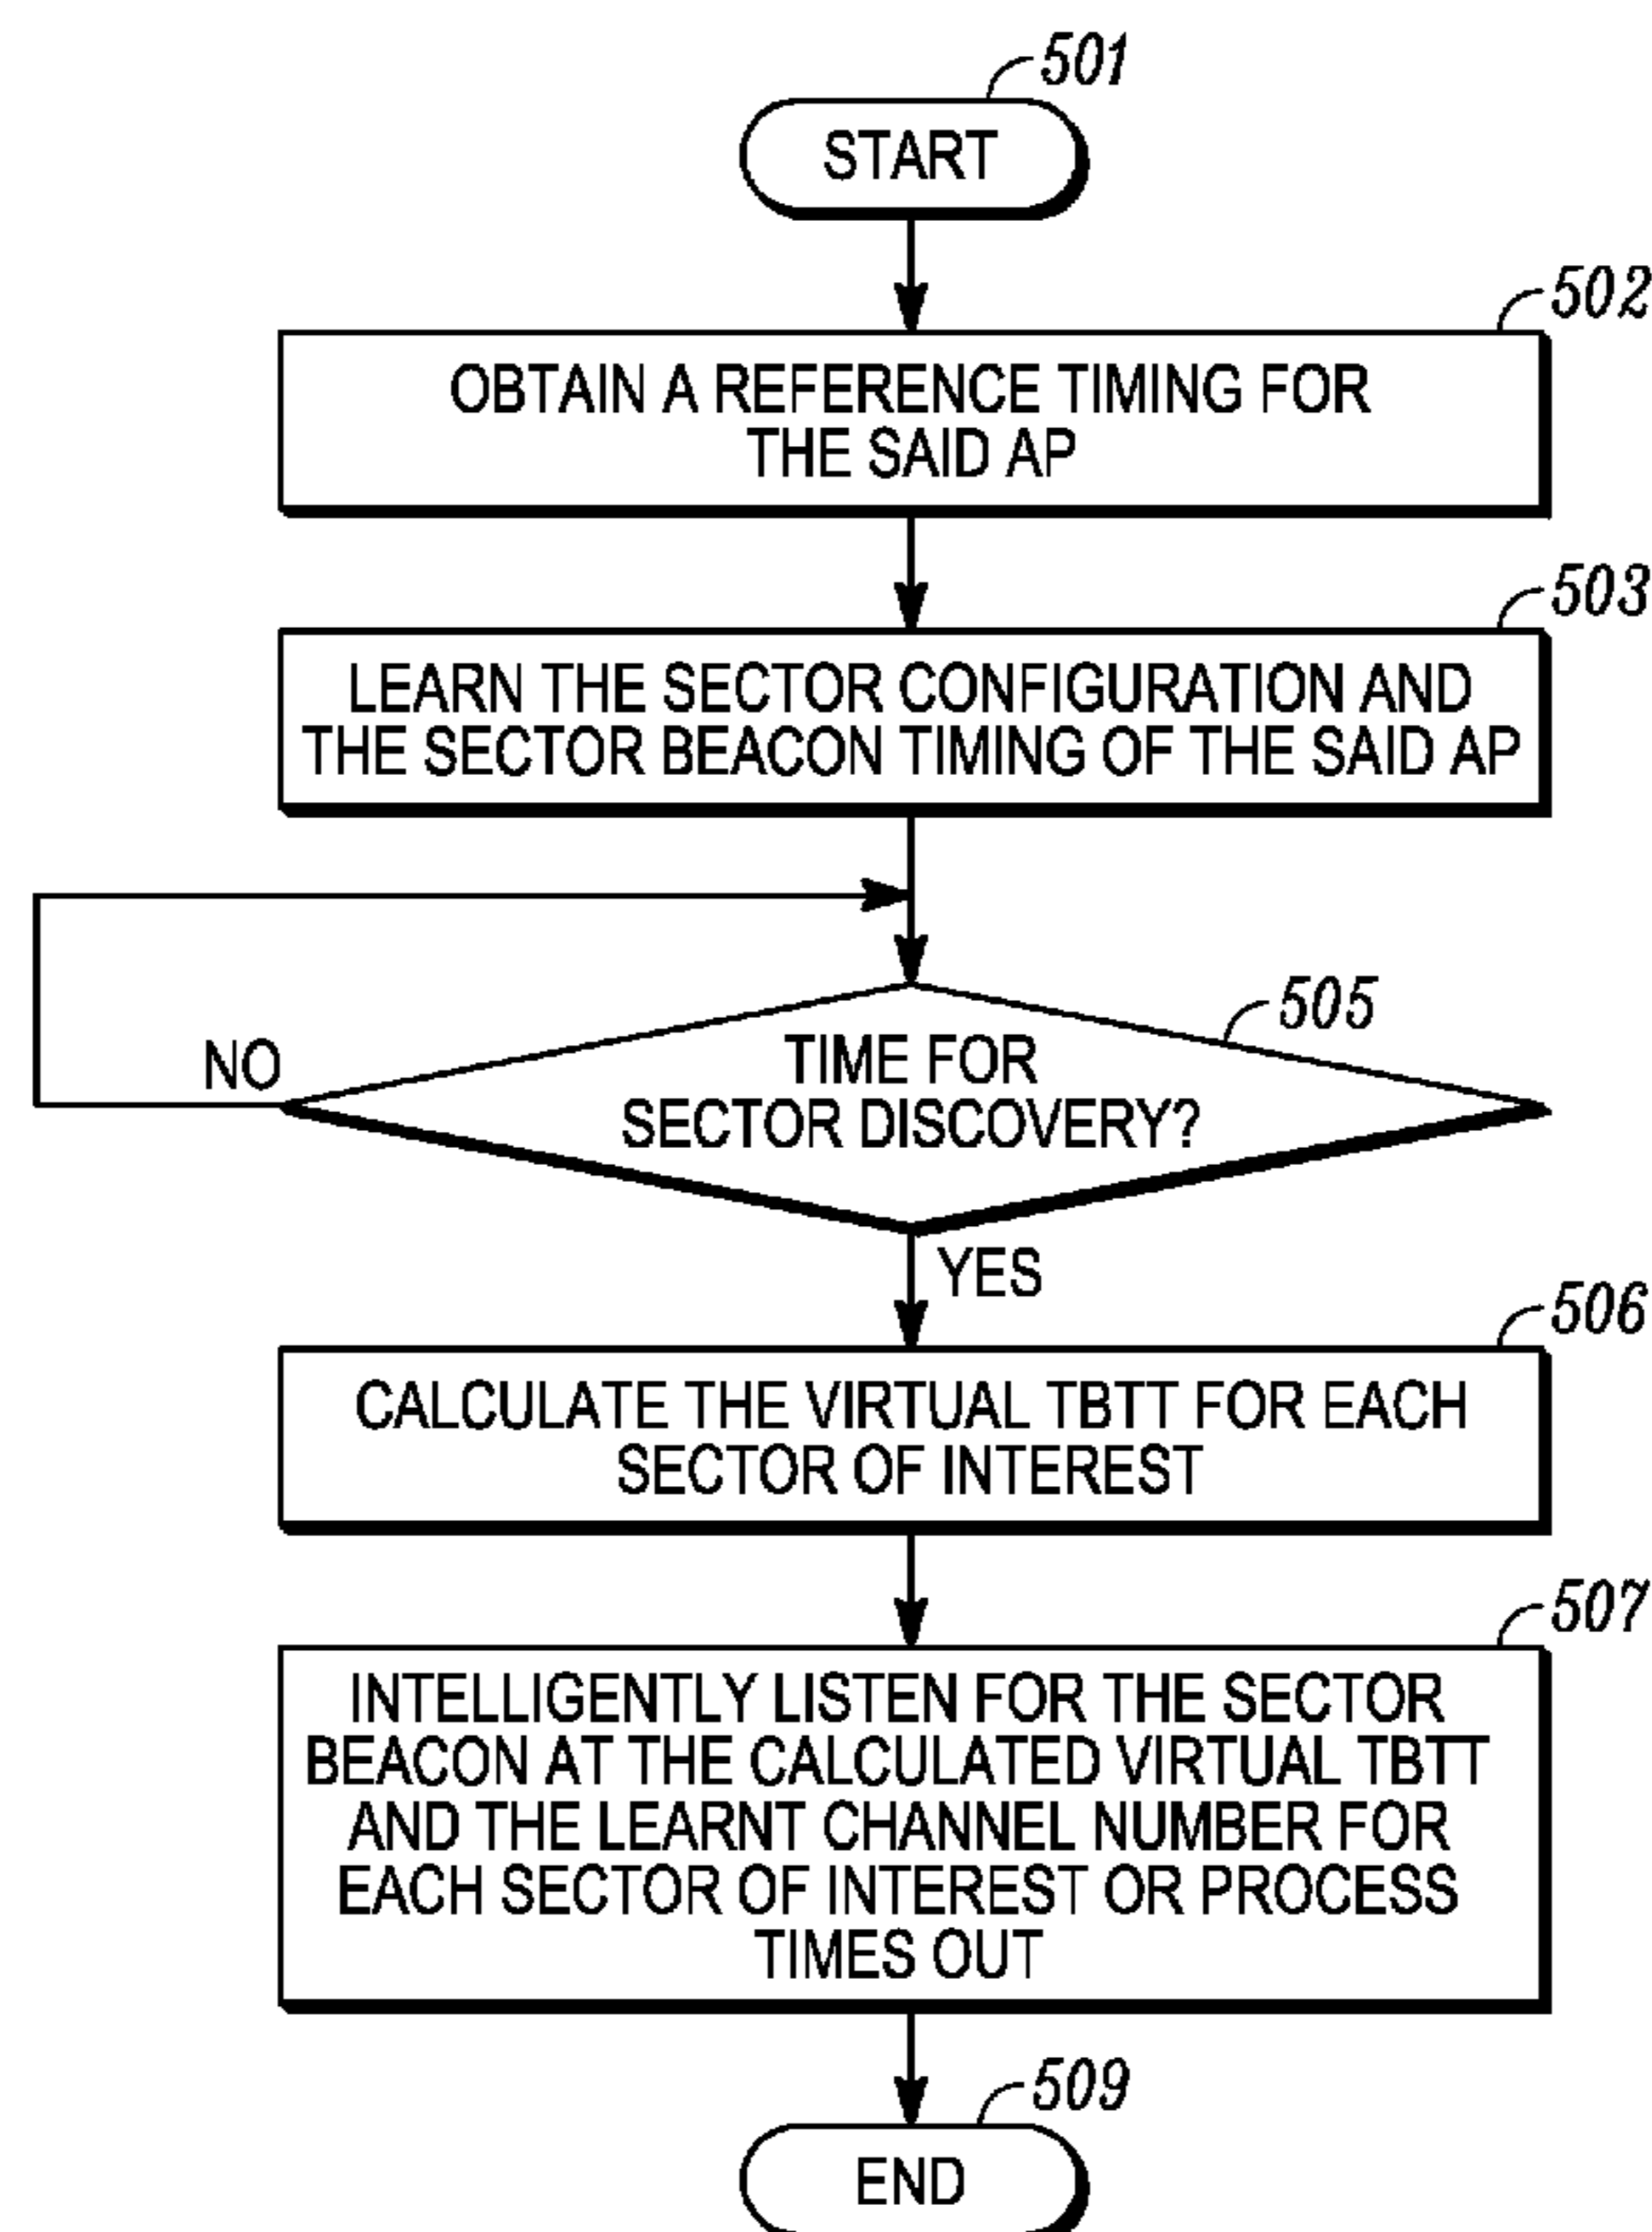 501
START
502
OBTAIN A REFERENCE TIMING FOR
THE SAID AP
503
LEARN THE SECTOR CONFIGURATION AND
THE SECTOR BEACON TIMING OF THE SAID AP
505
NO
TIME FOR
SECTOR DISCOVERY?
YES
506
CALCULATE THE VIRTUAL TBTT FOR EACH
SECTOR OF INTEREST
507
INTELLIGENTLY LISTEN FOR THE SECTOR
BEACON AT THE CALCULATED VIRTUAL TBTT
AND THE LEARNT CHANNEL NUMBER FOR
EACH SECTOR OF INTEREST OR PROCESS
TIMES OUT
509
END